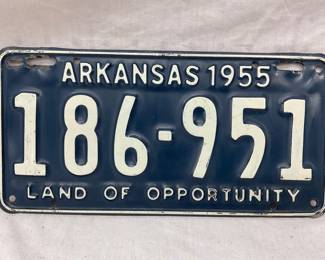 ARKANSAS 1955
186-951
LAND OF OPPORTUNITY